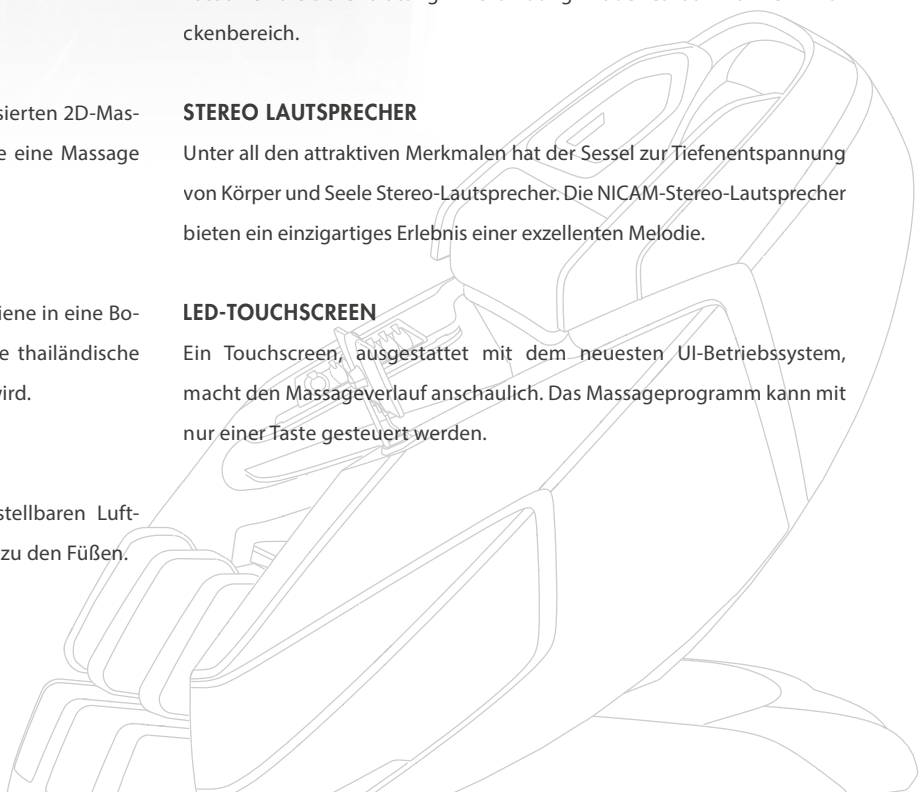 ckenbereich.
sierten 2D-Mas-
e eine Massage
iene in eine Bo-
e thailändische
wird.
stellbaren Luft-
zu den Füßen.
STEREO LAUTSPRECHER
Unter all den attraktiven Merkmalen hat der Sessel zur Tiefenentspannung
von Körper und Seele Stereo-Lautsprecher. Die NICAM-Stereo-Lautsprecher
bieten ein einzigartiges Erlebnis einer exzellenten Melodie.
LED-TOUCHSCREEN
Ein Touchscreen, ausgestattet mit dem neuesten UI-Betriebssystem,
macht den Massageverlauf anschaulich. Das Massageprogramm kann mit
nur einer Taste gesteuert werden.